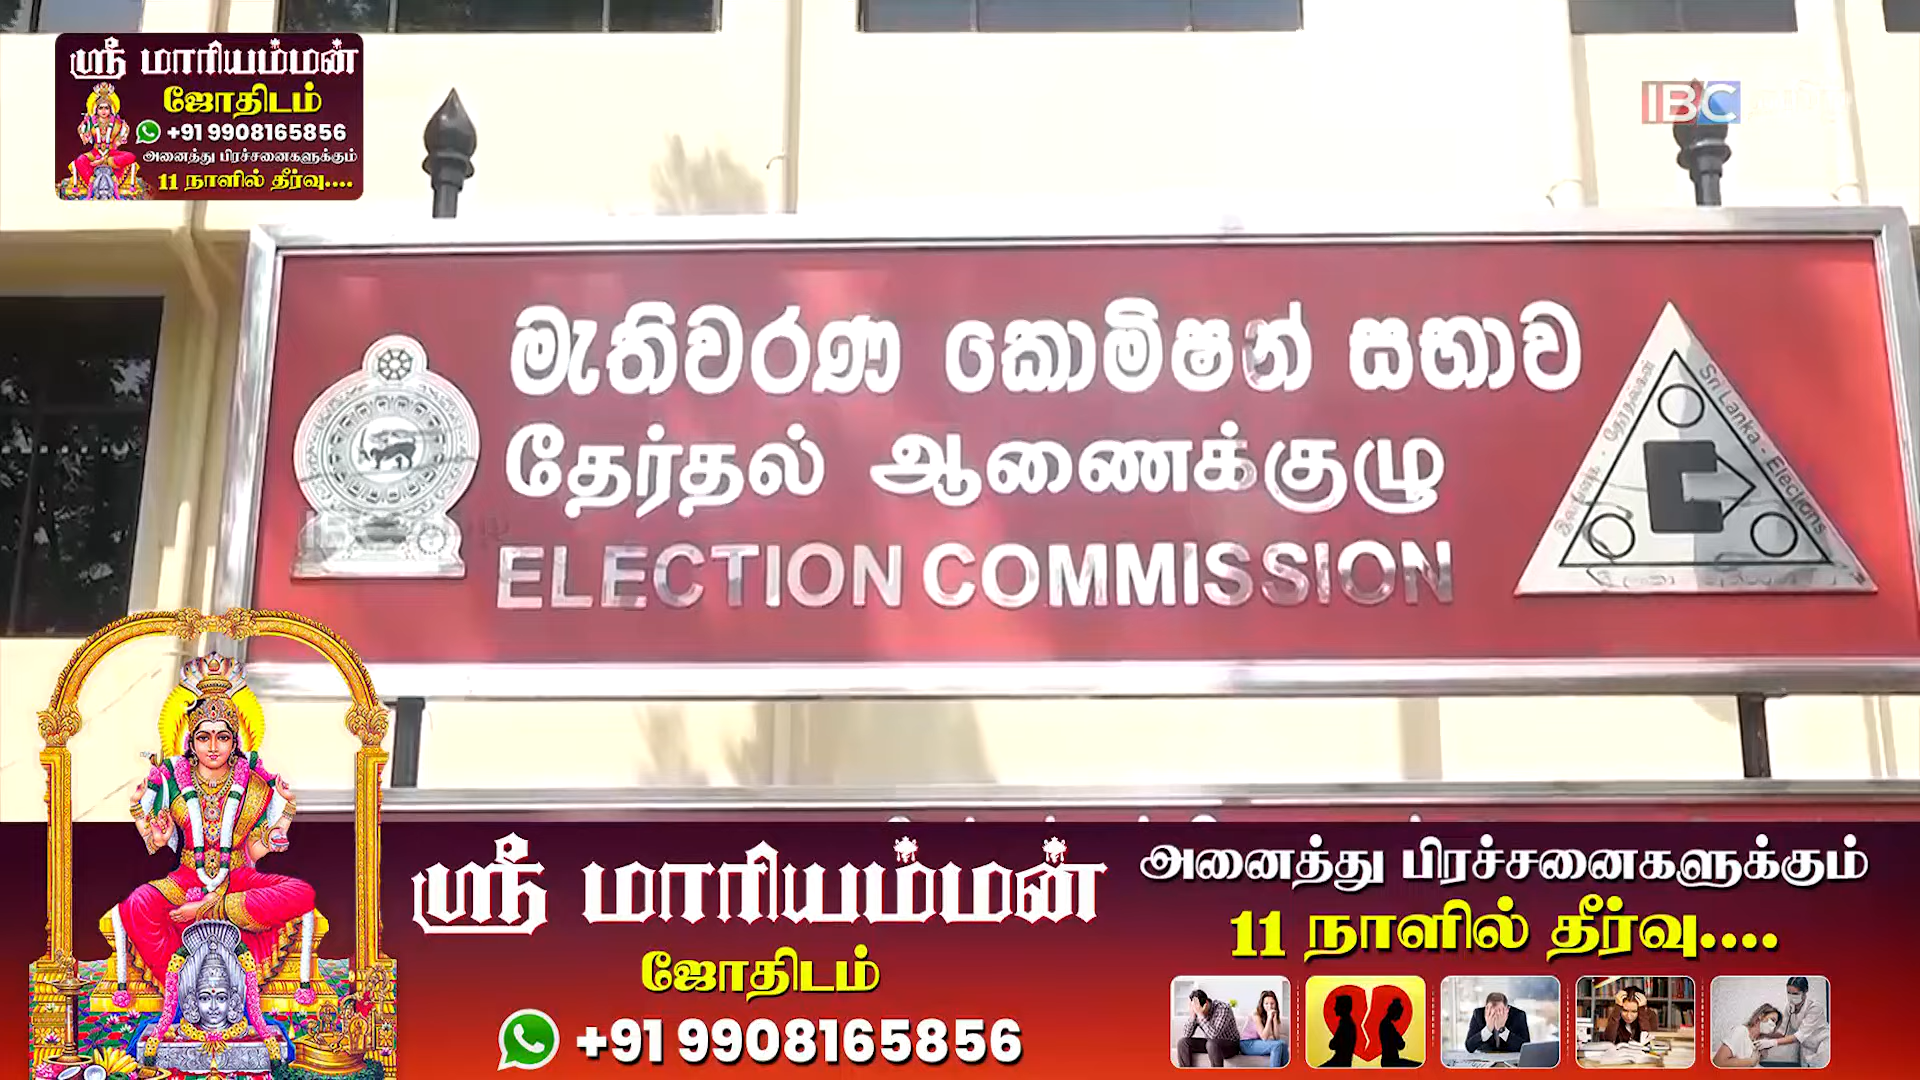 ஸ்ரீ மாரியம்மன்
ஜோதிடம்
+91 9908165856
அனைத்து பிரச்சனைகளுக்கும்
11 நாளில் தீர்வு....
IBC
මැතිවරණ කොමිෂන් සභාව
தேர்தல் ஆணைக்குழு
ELECTION COMMISSION
Sri Lanka - Elections
ஸ்ரீ மாரியம்மன்
ஜோதிடம்
+91 9908165856
அனைத்து பிரச்சனைகளுக்கும்
11 நாளில் தீர்வு....